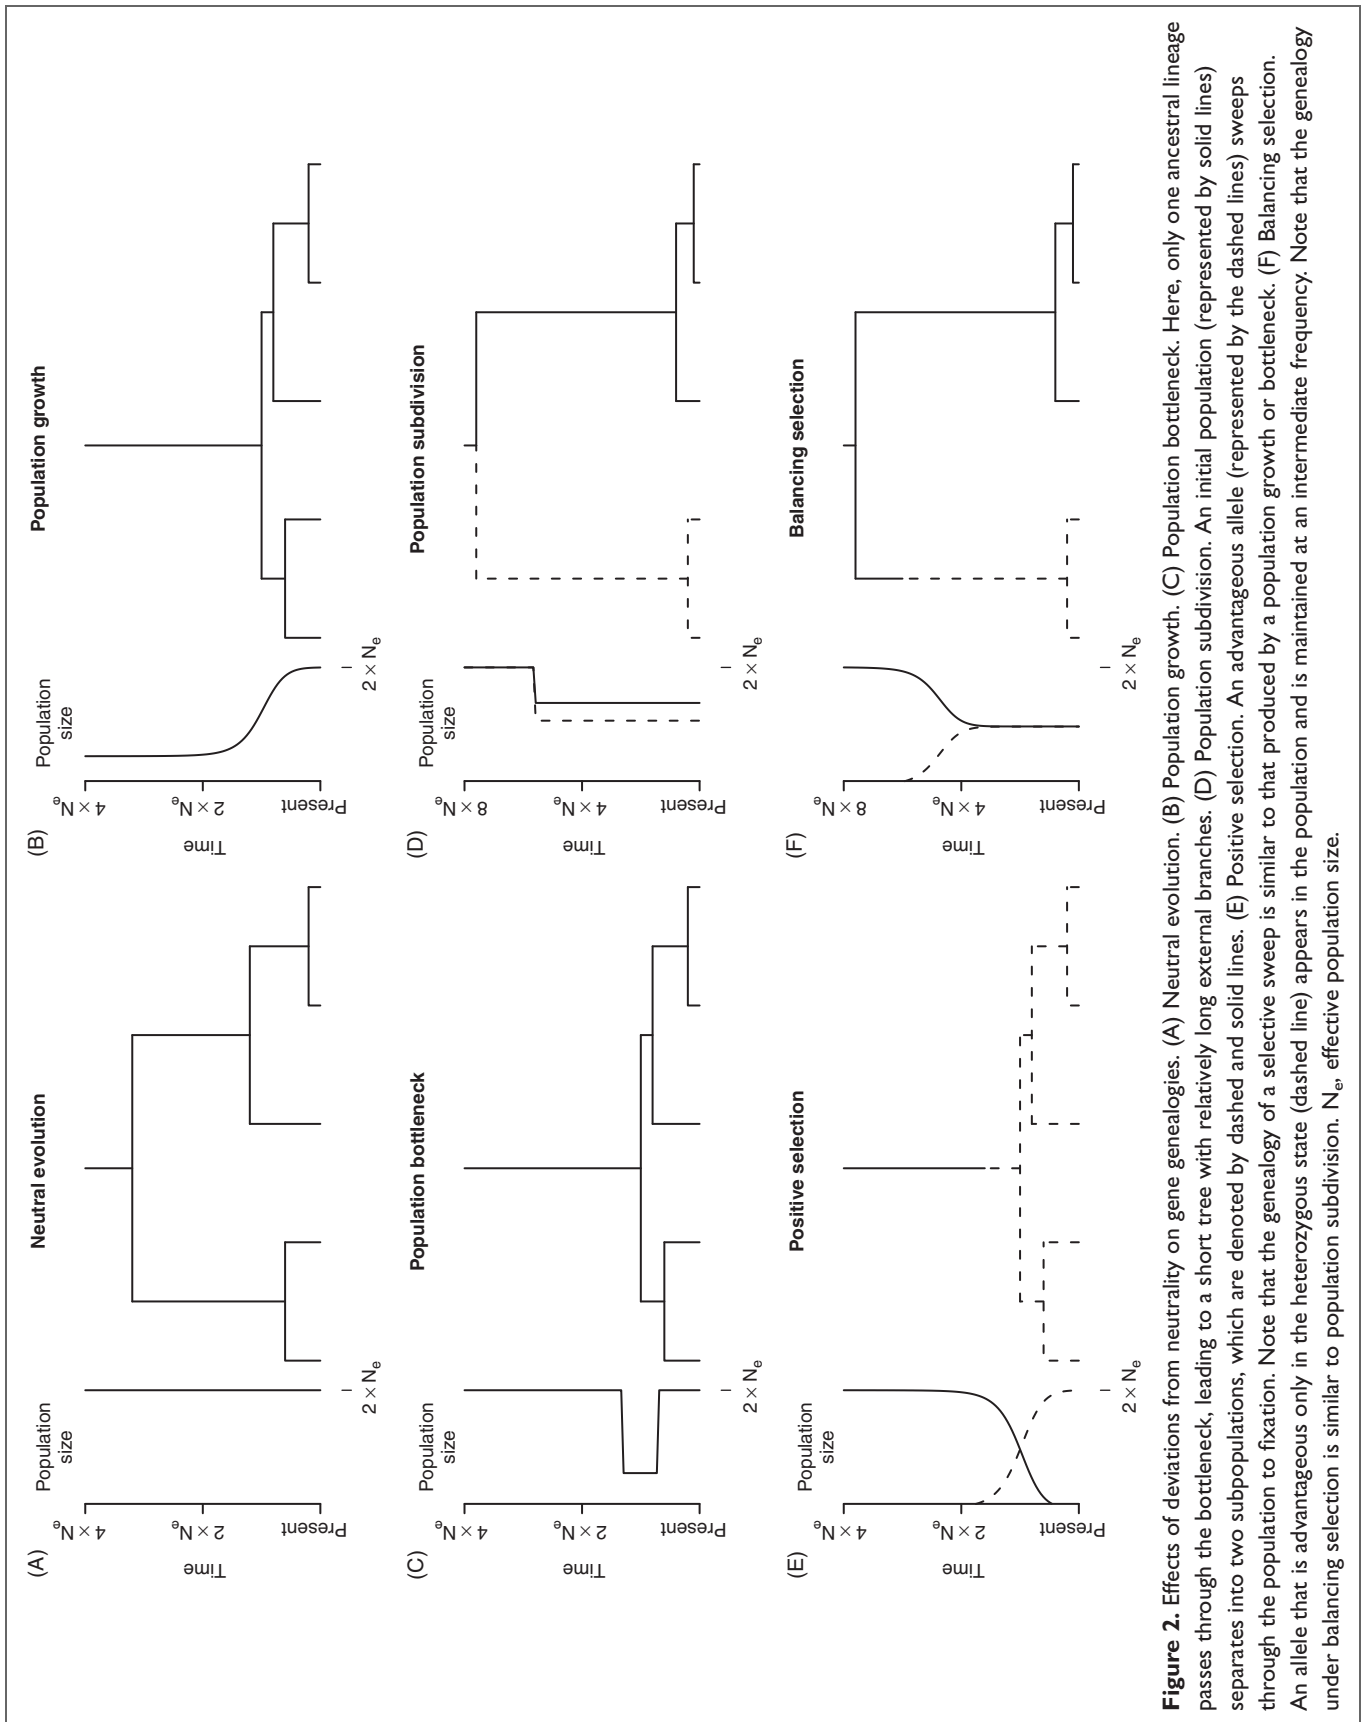 (A)
Neutral evolution
Population
size
Time
4 × Ne
2 × Ne
Present
2 × Ne
(B)
Population growth
Population
size
Time
4 × Ne
2 × Ne
Present
2 × Ne
(C)
Population bottleneck
Population
size
Time
4 × Ne
2 × Ne
Present
2 × Ne
(D)
Population subdivision
Population
size
Time
8 × Ne
4 × Ne
Present
2 × Ne
(E)
Positive selection
Population
size
Time
4 × Ne
2 × Ne
Present
2 × Ne
(F)
Balancing selection
Population
size
Time
8 × Ne
4 × Ne
Present
2 × Ne
Figure 2. Effects of deviations from neutrality on gene genealogies. (A) Neutral evolution. (B) Population growth. (C) Population bottleneck. Here, only one ancestral lineage
passes through the bottleneck, leading to a short tree with relatively long external branches. (D) Population subdivision. An initial population (represented by solid lines)
separates into two subpopulations, which are denoted by dashed and solid lines. (E) Positive selection. An advantageous allele (represented by the dashed lines) sweeps
through the population to fixation. Note that the genealogy of a selective sweep is similar to that produced by a population growth or bottleneck. (F) Balancing selection.
An allele that is advantageous only in the heterozygous state (dashed line) appears in the population and is maintained at an intermediate frequency. Note that the genealogy
under balancing selection is similar to population subdivision. Ne, effective population size.